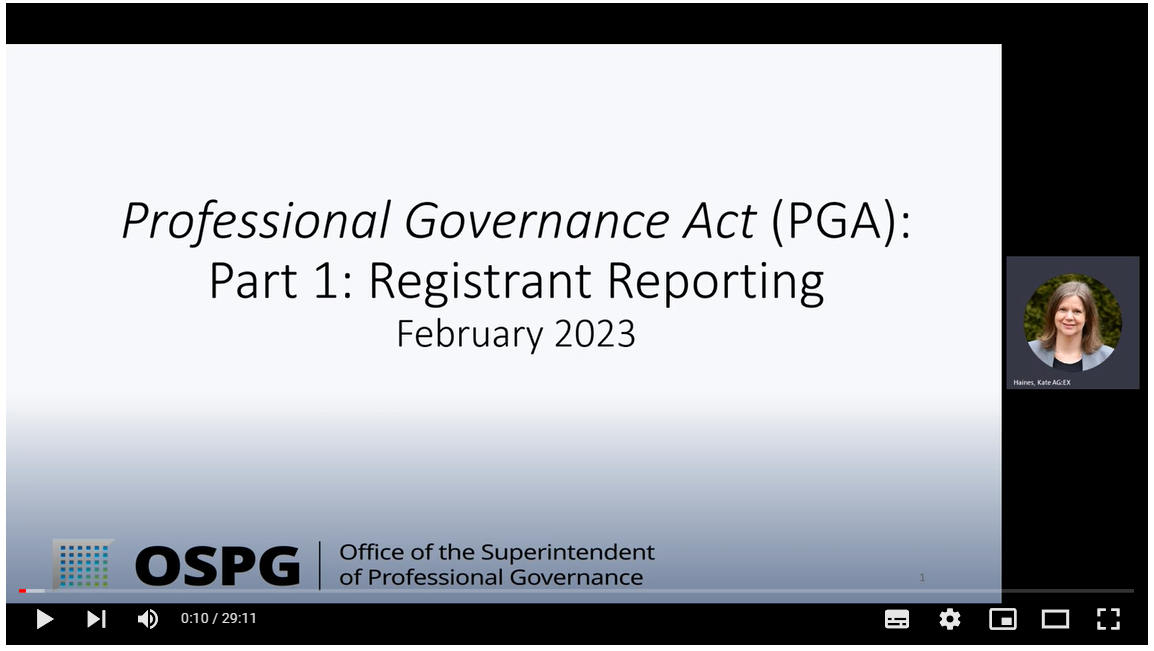 Professional Governance Act (PGA):
Part 1: Registrant Reporting
February 2023
Haines, Kate AG:EX
OSPG
Office of the Superintendent
of Professional Governance
1
0:10 / 29:11